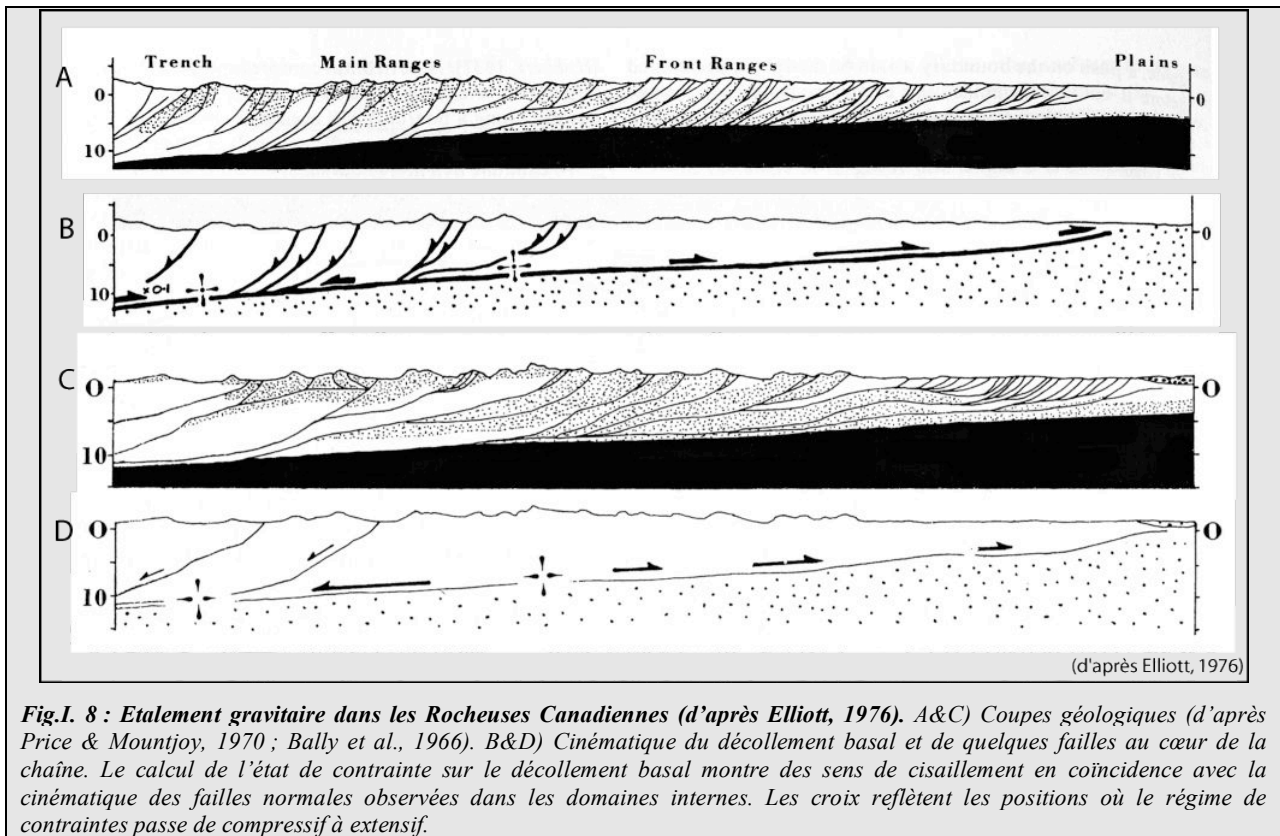 A
Trench Main Ranges Front Ranges Plains
0 0
10
B
0 0
10
C
0 0
10
D
0 0
10
(d'après Elliott, 1976)
Fig.I. 8 : Etalement gravitaire dans les Rocheuses Canadiennes (d’après Elliott, 1976). A&C) Coupes géologiques (d’après
Price & Mountjoy, 1970 ; Bally et al., 1966). B&D) Cinématique du décollement basal et de quelques failles au cœur de la
chaîne. Le calcul de l’état de contrainte sur le décollement basal montre des sens de cisaillement en coïncidence avec la
cinématique des failles normales observées dans les domaines internes. Les croix reflètent les positions où le régime de
contraintes passe de compressif à extensif.